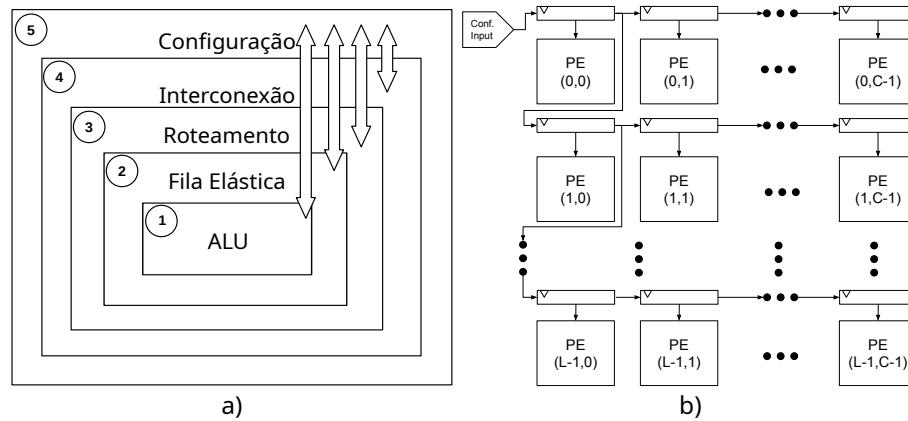 5
Configuração
4
Interconexão
3
Roteamento
2
Fila Elástica
1
ALU
a)
Conf.
Input
PE
(0,0)
PE
(0,1)
PE
(0,C-1)
PE
(1,0)
PE
(1,1)
PE
(1,C-1)
PE
(L-1,0)
PE
(L-1,1)
PE
(L-1,C-1)
b)